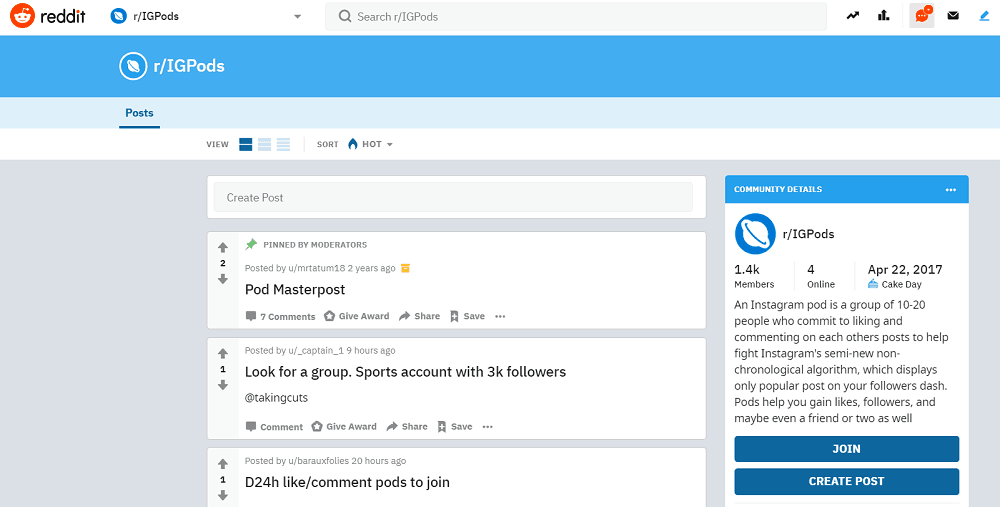 reddit
r/IGPods
Search r/IGPods
r/IGPods
Posts
VIEW
SORT
HOT
Create Post
PINNED BY MODERATORS
2
Posted by u/mrtatum18 2 years ago
Pod Masterpost
7 Comments
Give Award
Share
Save
Posted by u/_captain_1 9 hours ago
1
Look for a group. Sports account with 3k followers
@takingcuts
Comment
Give Award
Share
Save
Posted by u/barauxfolies 20 hours ago
1
D24h like/comment pods to join
COMMUNITY DETAILS
r/IGPods
1.4k
Members
4
Online
Apr 22, 2017
Cake Day
An Instagram pod is a group of 10-20
people who commit to liking and
commenting on each others posts to help
fight Instagram's semi-new non-
chronological algorithm, which displays
only popular post on your followers dash.
Pods help you gain likes, followers, and
maybe even a friend or two as well
JOIN
CREATE POST